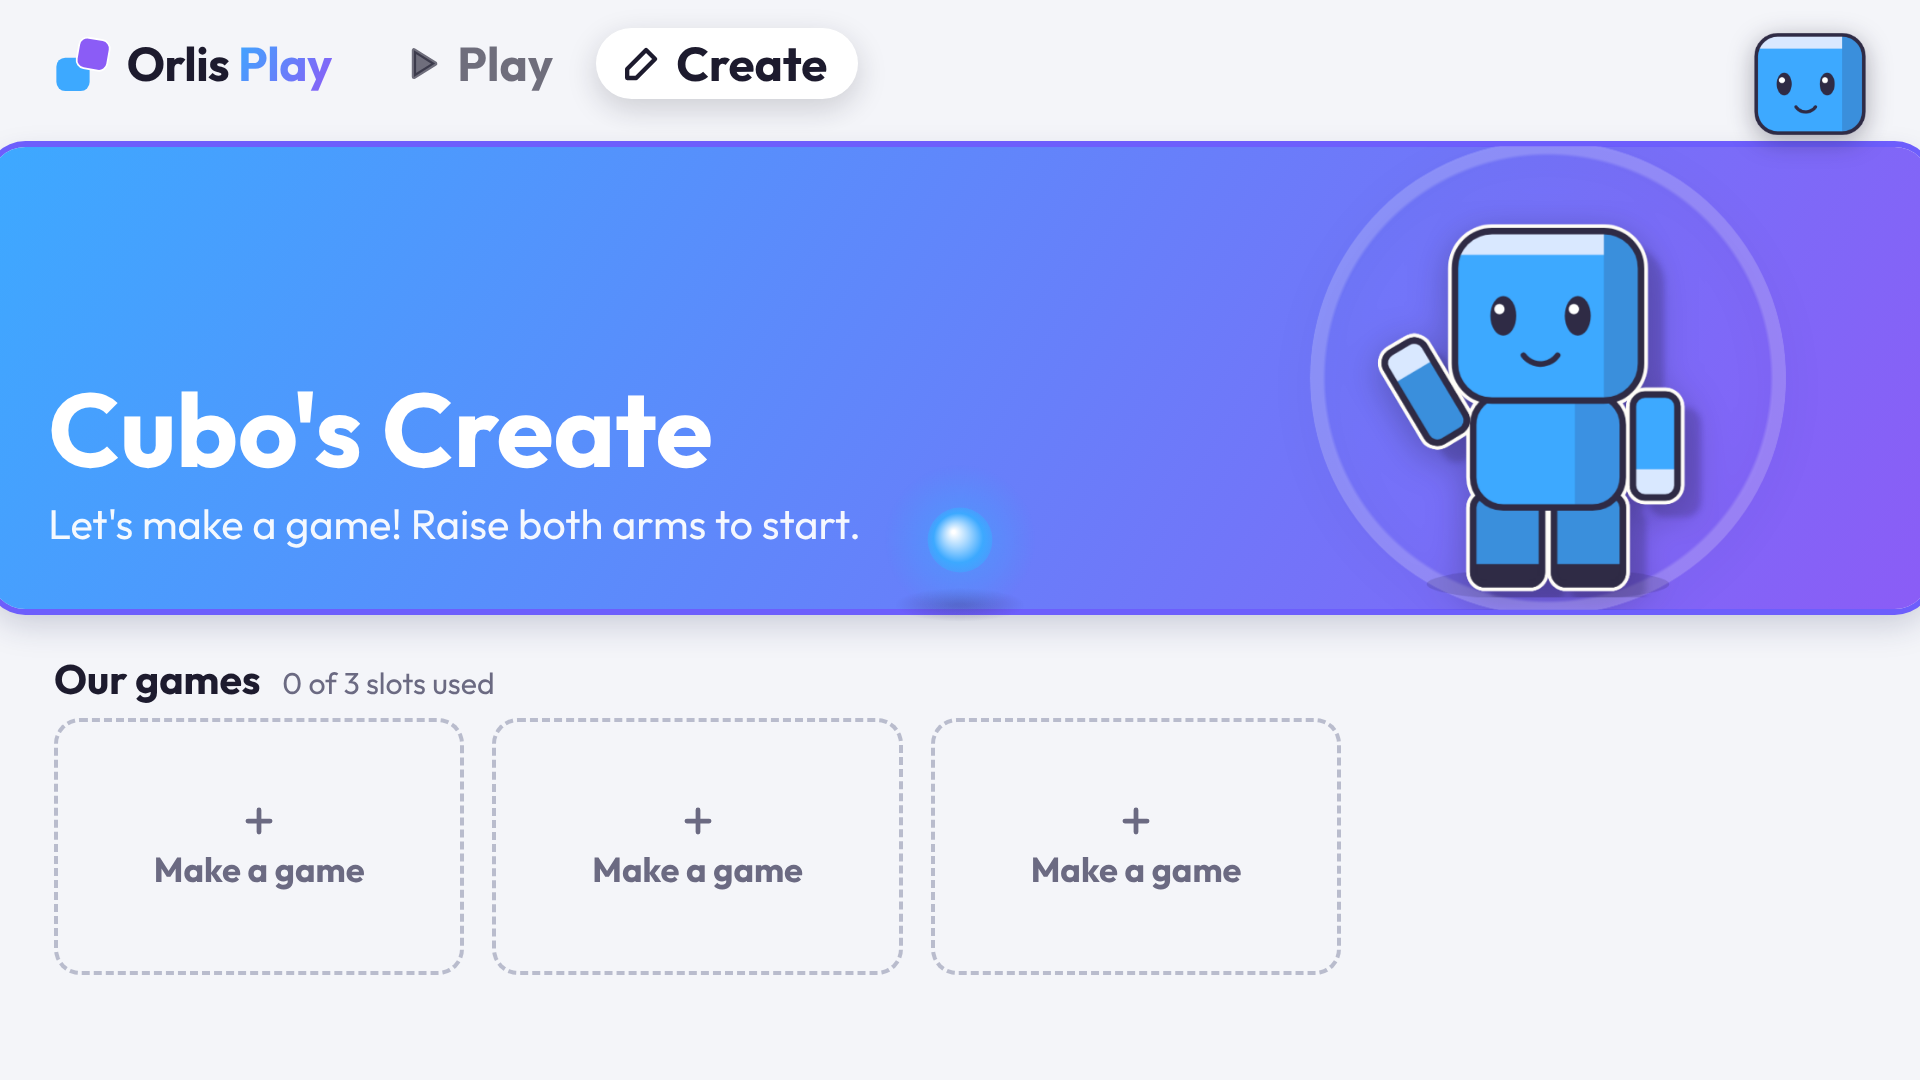 Orlis Play
Play
Create
Cubo's Create
Let's make a game! Raise both arms to start.
Our games
0 of 3 slots used
Make a game
Make a game
Make a game